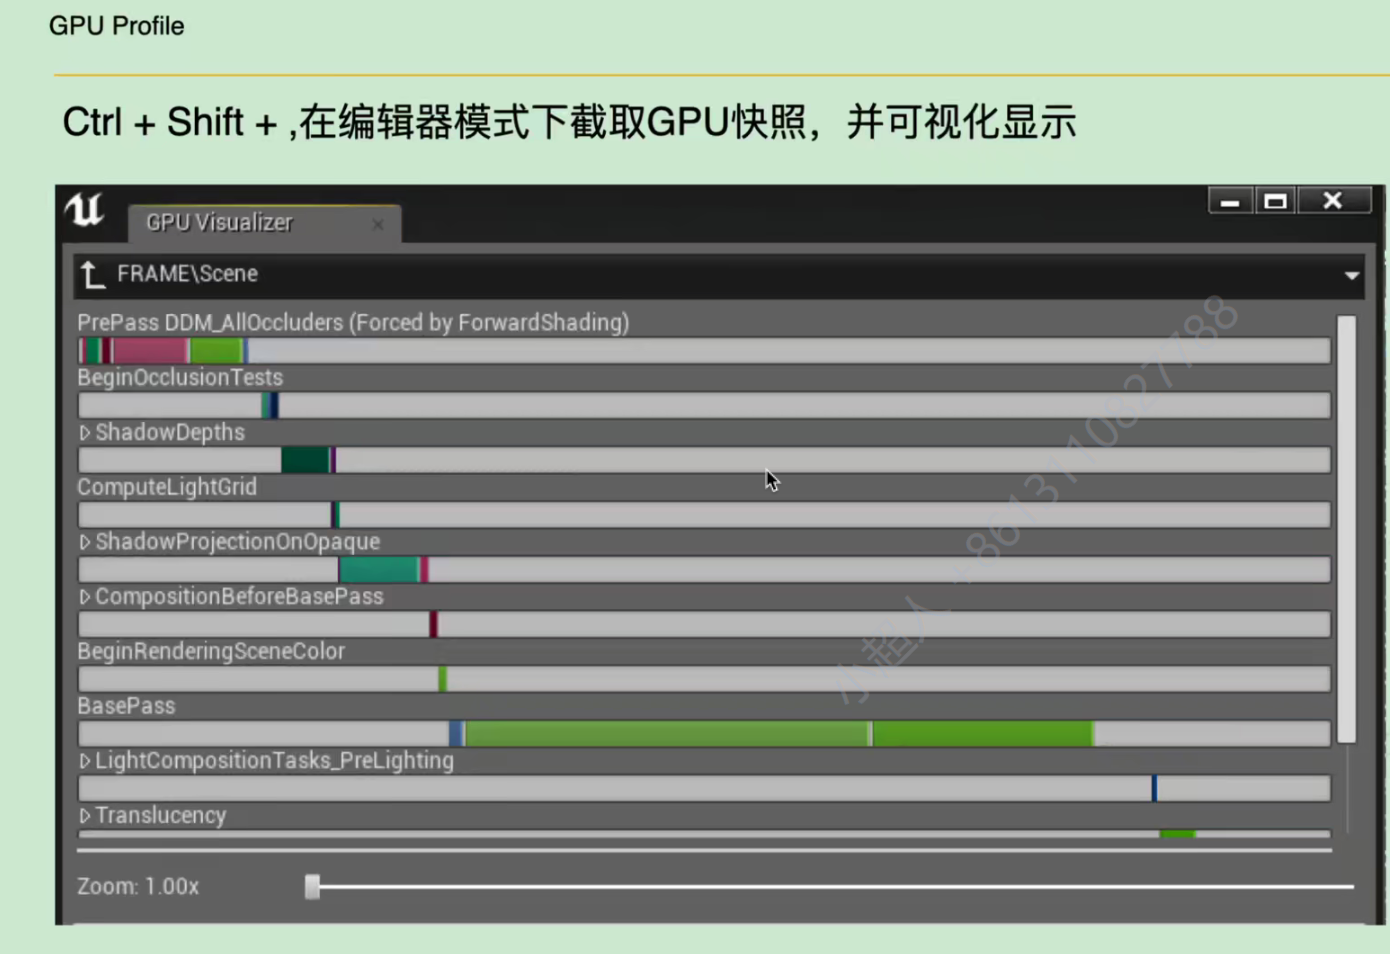 GPU Profile
Ctrl + Shift + ,在编辑器模式下截取GPU快照，并可视化显示
GPU Visualizer
FRAME\Scene
PrePass DDM_AllOccluders (Forced by ForwardShading)
BeginOcclusionTests
ShadowDepths
ComputeLightGrid
ShadowProjectionOnOpaque
CompositionBeforeBasePass
BeginRenderingSceneColor
BasePass
LightCompositionTasks_PreLighting
Translucency
Zoom: 1.00x